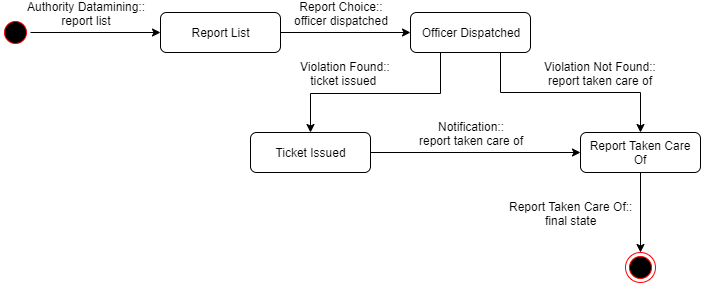 Authority Datamining::
report list
Report List
Report Choice::
officer dispatched
Officer Dispatched
Violation Found::
ticket issued
Violation Not Found::
report taken care of
Ticket Issued
Notification::
report taken care of
Report Taken Care
Of
Report Taken Care Of::
final state